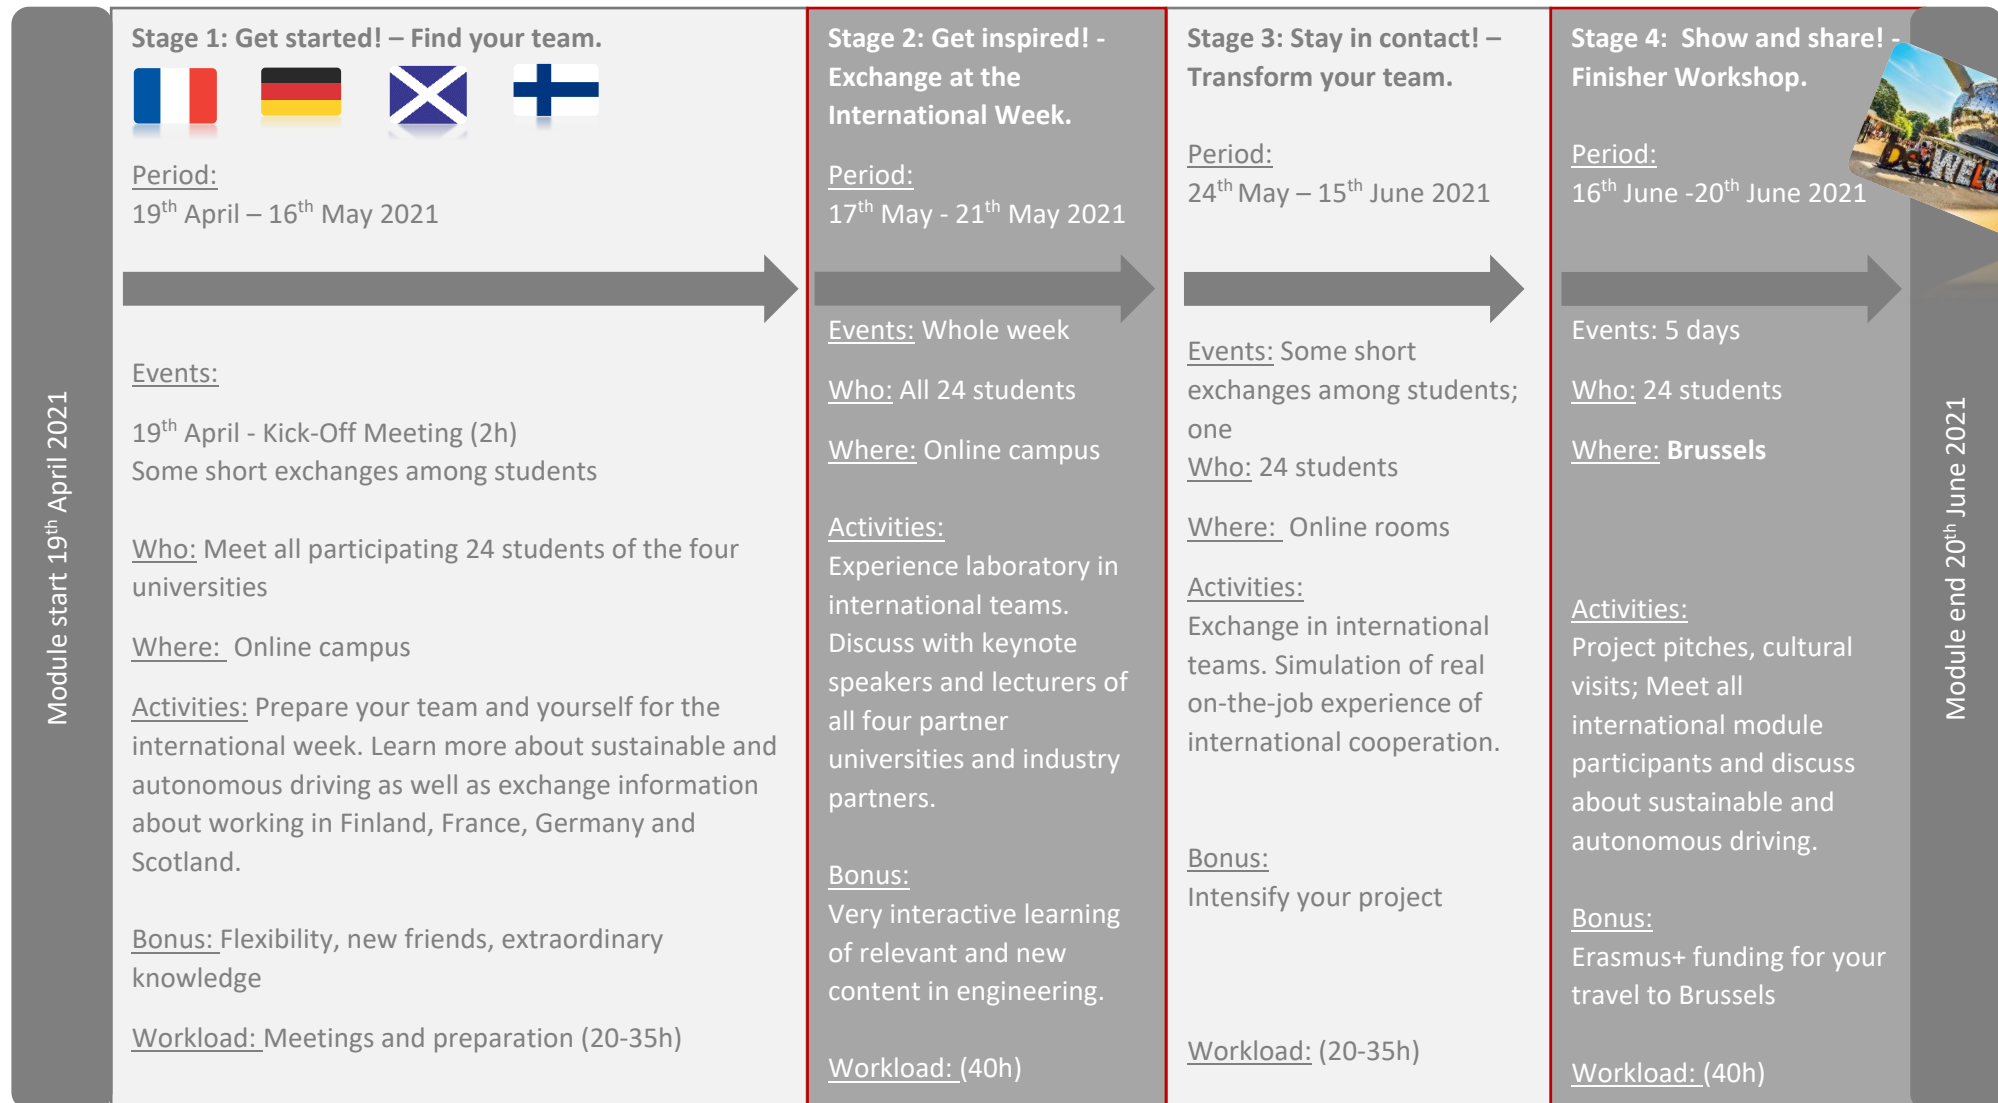 Module start 19th April 2021
Stage 1: Get started! – Find your team.
Period:
19th April – 16th May 2021
Events:
19th April - Kick-Off Meeting (2h)
Some short exchanges among students
Who: Meet all participating 24 students of the four
universities
Where: Online campus
Activities: Prepare your team and yourself for the
international week. Learn more about sustainable and
autonomous driving as well as exchange information
about working in Finland, France, Germany and
Scotland.
Bonus: Flexibility, new friends, extraordinary
knowledge
Workload: Meetings and preparation (20-35h)
Stage 2: Get inspired! -
Exchange at the
International Week.
Period:
17th May - 21th May 2021
Events: Whole week
Who: All 24 students
Where: Online campus
Activities:
Experience laboratory in
international teams.
Discuss with keynote
speakers and lecturers of
all four partner
universities and industry
partners.
Bonus:
Very interactive learning
of relevant and new
content in engineering.
Workload: (40h)
Stage 3: Stay in contact! –
Transform your team.
Period:
24th May – 15th June 2021
Events: Some short
exchanges among students;
one
Who: 24 students
Where: Online rooms
Activities:
Exchange in international
teams. Simulation of real
on-the-job experience of
international cooperation.
Bonus:
Intensify your project
Workload: (20-35h)
Stage 4: Show and share! -
Finisher Workshop.
Period:
16th June -20th June 2021
Events: 5 days
Who: 24 students
Where: Brussels
Activities:
Project pitches, cultural
visits; Meet all
international module
participants and discuss
about sustainable and
autonomous driving.
Bonus:
Erasmus+ funding for your
travel to Brussels
Workload: (40h)
Module end 20th June 2021